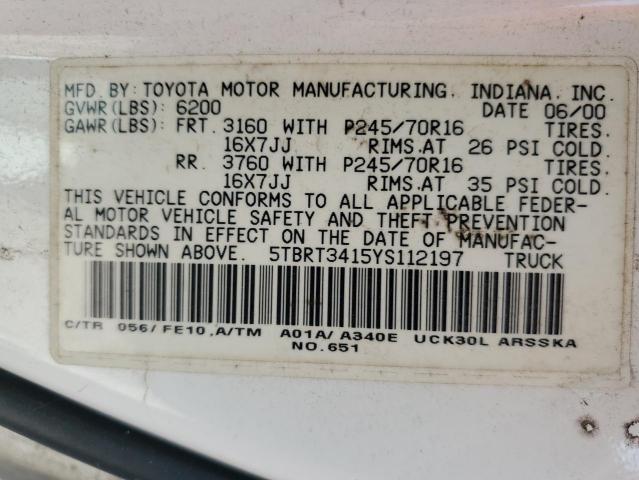 MFD. BY: TOYOTA MOTOR MANUFACTURING, INDIANA, INC.
GVWR(LBS): 6200 DATE 06/00
GAWR(LBS): FRT. 3160 WITH P245/70R16 TIRES.
16X7JJ RIMS.AT 26 PSI COLD.
RR. 3760 WITH P245/70R16 TIRES.
16X7JJ RIMS.AT 35 PSI COLD.
THIS VEHICLE CONFORMS TO ALL APPLICABLE FEDER-
AL MOTOR VEHICLE SAFETY AND THEFT PREVENTION
STANDARDS IN EFFECT ON THE DATE OF MANUFAC-
TURE SHOWN ABOVE. 5TBRT3415YS112197 TRUCK
C/TR 056/ FE10,A/TM A01A/ A340E UCK30L ARSSKA
NO.651